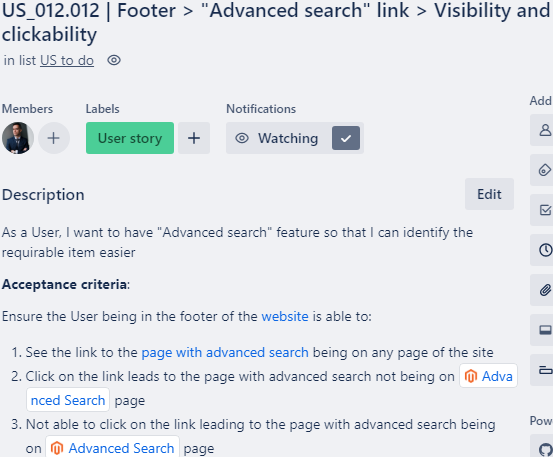 US_012.012 | Footer > "Advanced search" link > Visibility and
clickability
in list US to do
Members
Labels
Notifications
User story
Watching
Add
Description
Edit
As a User, I want to have "Advanced search" feature so that I can identify the
requirable item easier
Acceptance criteria:
Ensure the User being in the footer of the website is able to:
1. See the link to the page with advanced search being on any page of the site
2. Click on the link leads to the page with advanced search not being on Adva
nced Search page
3. Not able to click on the link leading to the page with advanced search being
on Advanced Search page
Pow